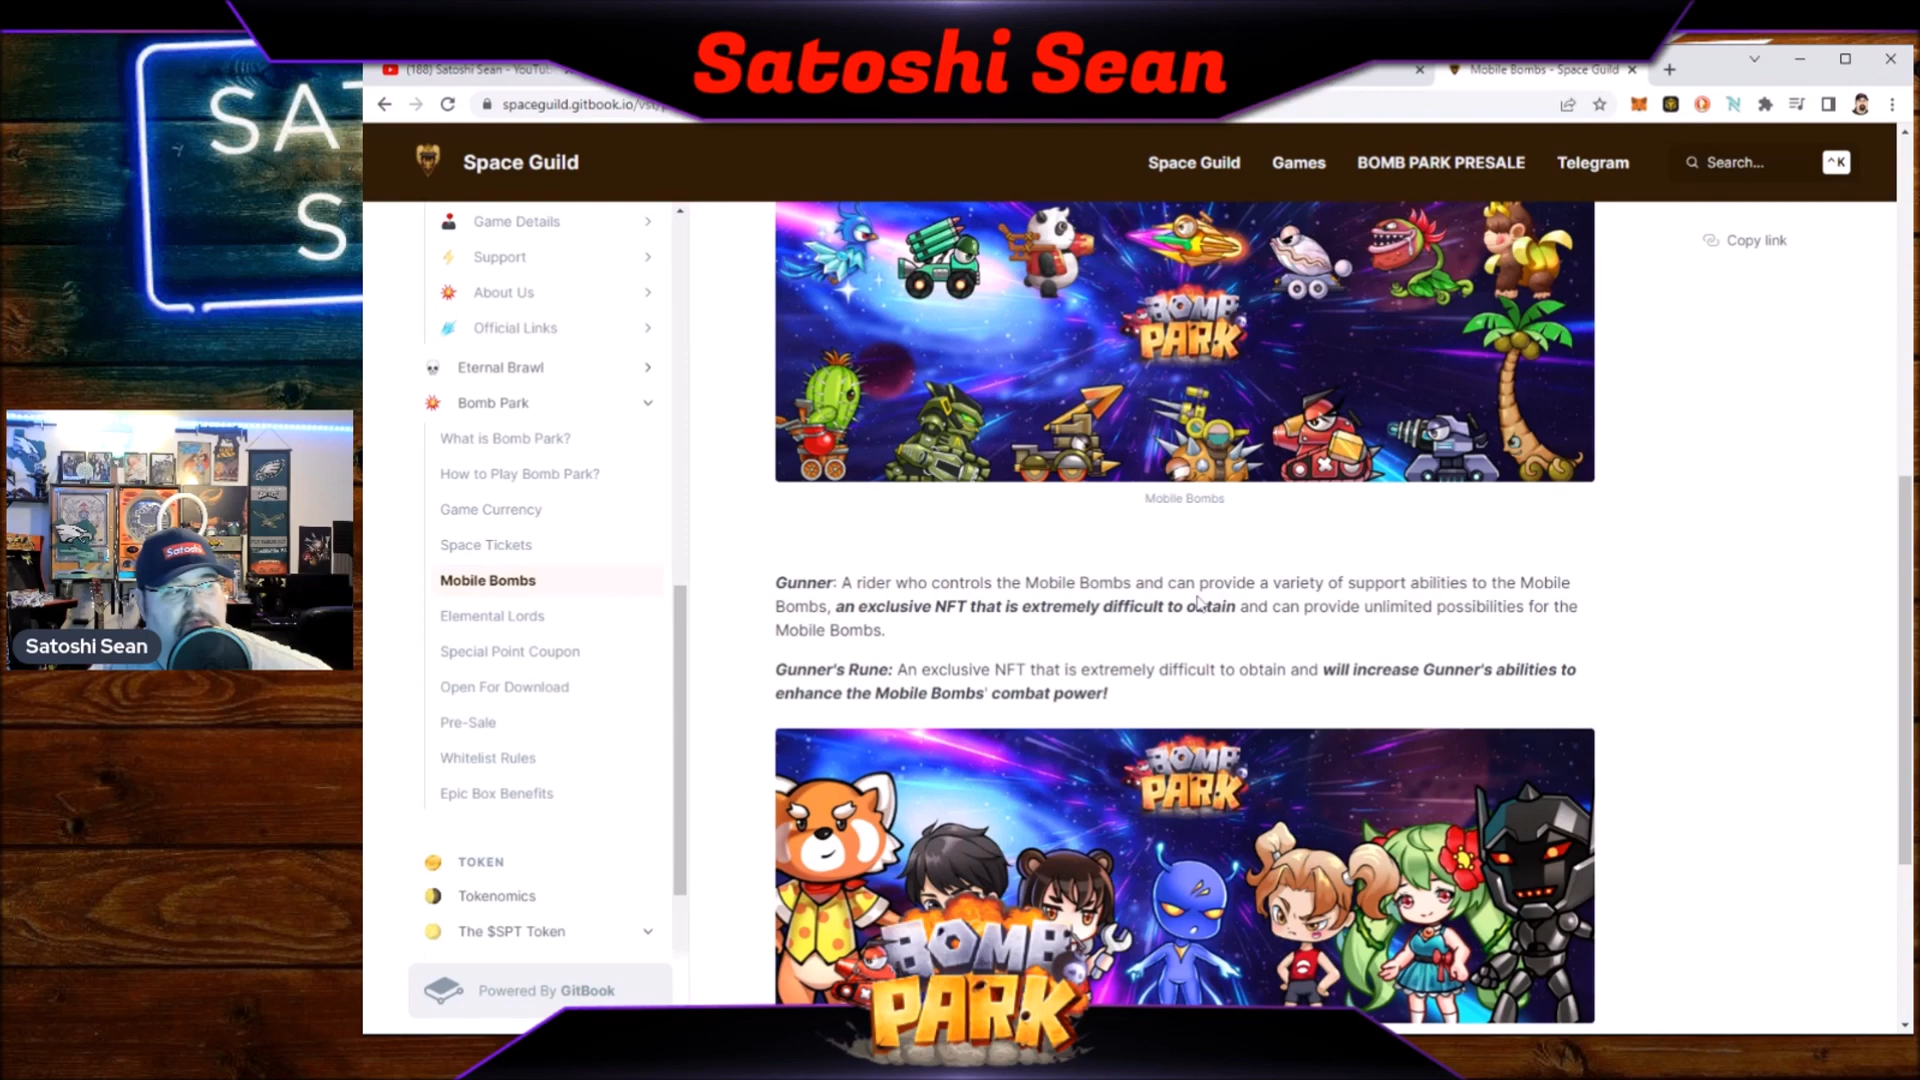 Satoshi Sean
(188) Satoshi Sean - YouTub
Mobile Bombs - Space Guild
spaceguild.gitbook.io/vs
SAT
S
Space Guild
Space Guild
Games
BOMB PARK PRESALE
Telegram
Search...
^K
Game Details
Support
About Us
Official Links
Eternal Brawl
Bomb Park
What is Bomb Park?
How to Play Bomb Park?
Game Currency
Space Tickets
Mobile Bombs
Elemental Lords
Special Point Coupon
Open For Download
Pre-Sale
Whitelist Rules
Epic Box Benefits
TOKEN
Tokenomics
The $SPT Token
Powered By GitBook
Copy link
BOMB
PARK
Mobile Bombs
Gunner: A rider who controls the Mobile Bombs and can provide a variety of support abilities to the Mobile
Bombs, an exclusive NFT that is extremely difficult to obtain and can provide unlimited possibilities for the
Mobile Bombs.
Gunner's Rune: An exclusive NFT that is extremely difficult to obtain and will increase Gunner's abilities to
enhance the Mobile Bombs' combat power!
BOMB
PARK
BOMB
PARK
Satoshi
Satoshi Sean